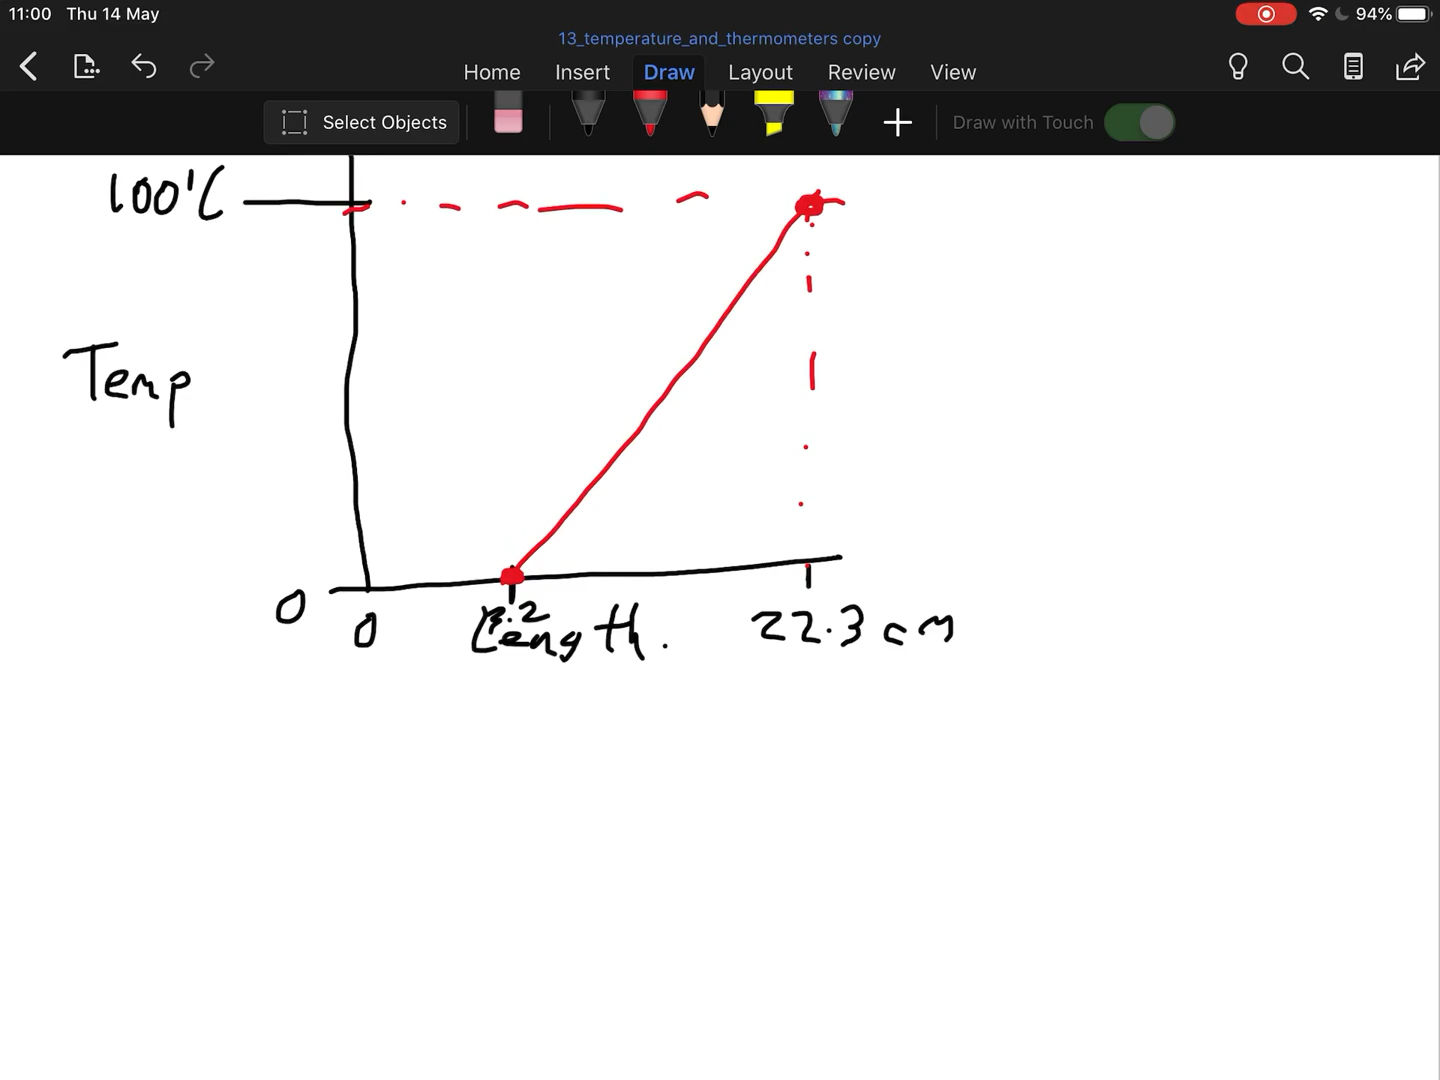 11:00 Thu 14 May 94%
13_temperature_and_thermometers copy
Home Insert Draw Layout Review View
Select Objects Draw with Touch
100°C
Temp
0
0 Length. 22.3 cm